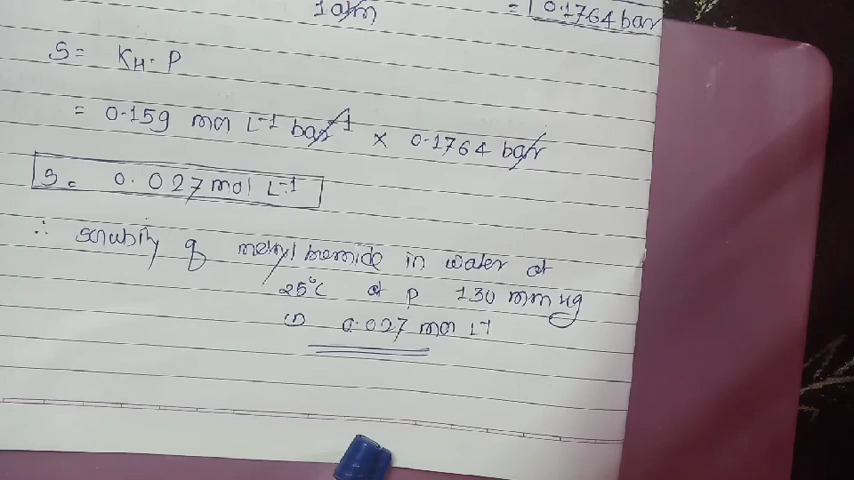 1 atm
= 0.1764 bar
S = KH. P
= 0.159 mol L-1 bar-1 × 0.1764 bar
S = 0.027 mol L-1
∴ solubility of methyl bromide in water at
25°C at P 130 mm Hg
is 0.027 mol L-1